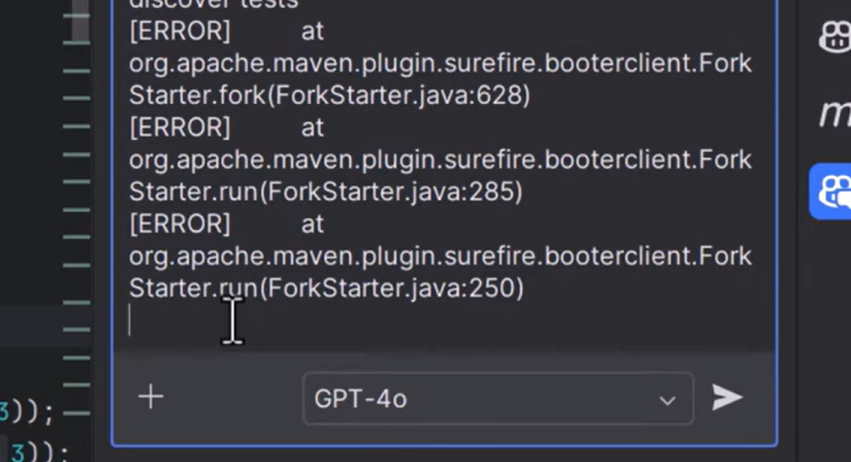 discover tests
[ERROR] at
org.apache.maven.plugin.surefire.booterclient.Fork
Starter.fork(ForkStarter.java:628)
[ERROR] at
org.apache.maven.plugin.surefire.booterclient.Fork
Starter.run(ForkStarter.java:285)
[ERROR] at
org.apache.maven.plugin.surefire.booterclient.Fork
Starter.run(ForkStarter.java:250)
GPT-4o
3));
3));
m